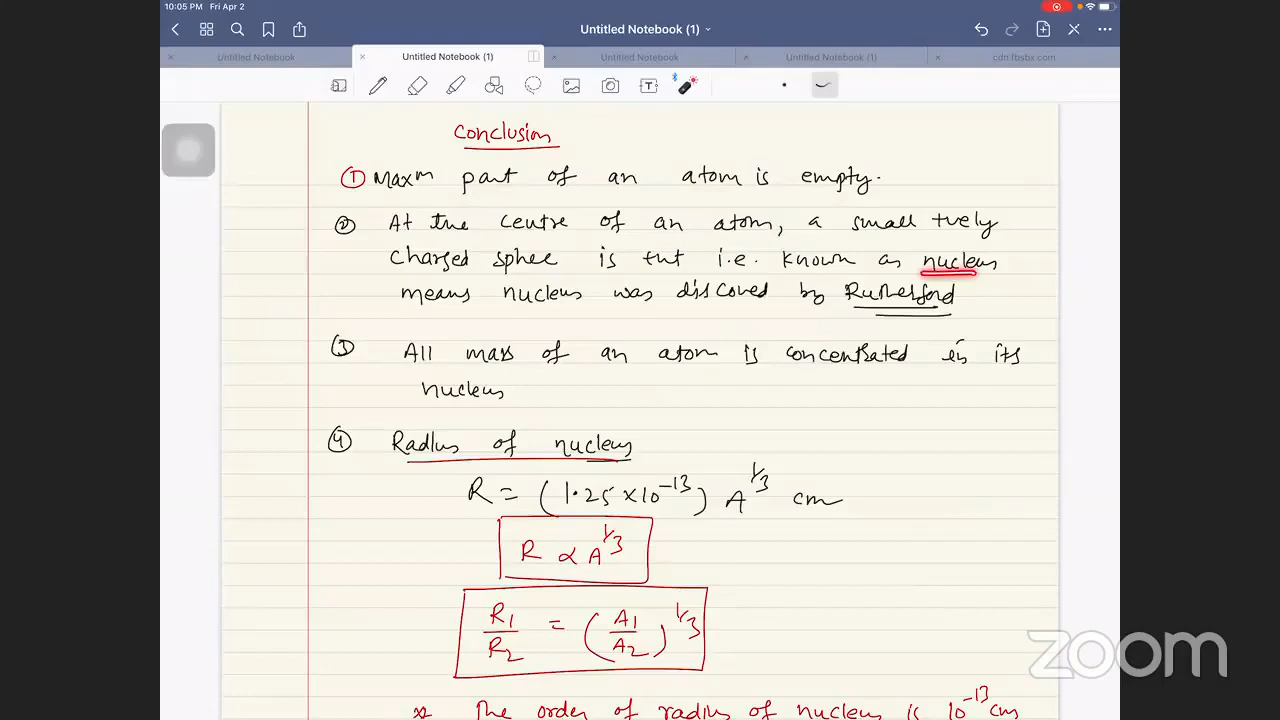 10:05 PM Fri Apr 2
Untitled Notebook (1)
Untitled Notebook
Untitled Notebook (1)
Untitled Notebook
Untitled Notebook (1)
cdn.fbsbx.com
Conclusion
① Maxm part of an atom is empty.
② At the centre of an atom, a small +vely
charged sphee is tnt i.e. known as nucleus
means nucleus was discoved by Rutherford
③ All mass of an atom is concentrated in its
nucleus
④ Radius of nucleus
R = (1.25 × 10⁻¹³) A^1/3 cm
R ∝ A^1/3
R1/R2 = (A1/A2)^1/3
* The order of radius of nucleus is 10⁻¹³ cm
zoom